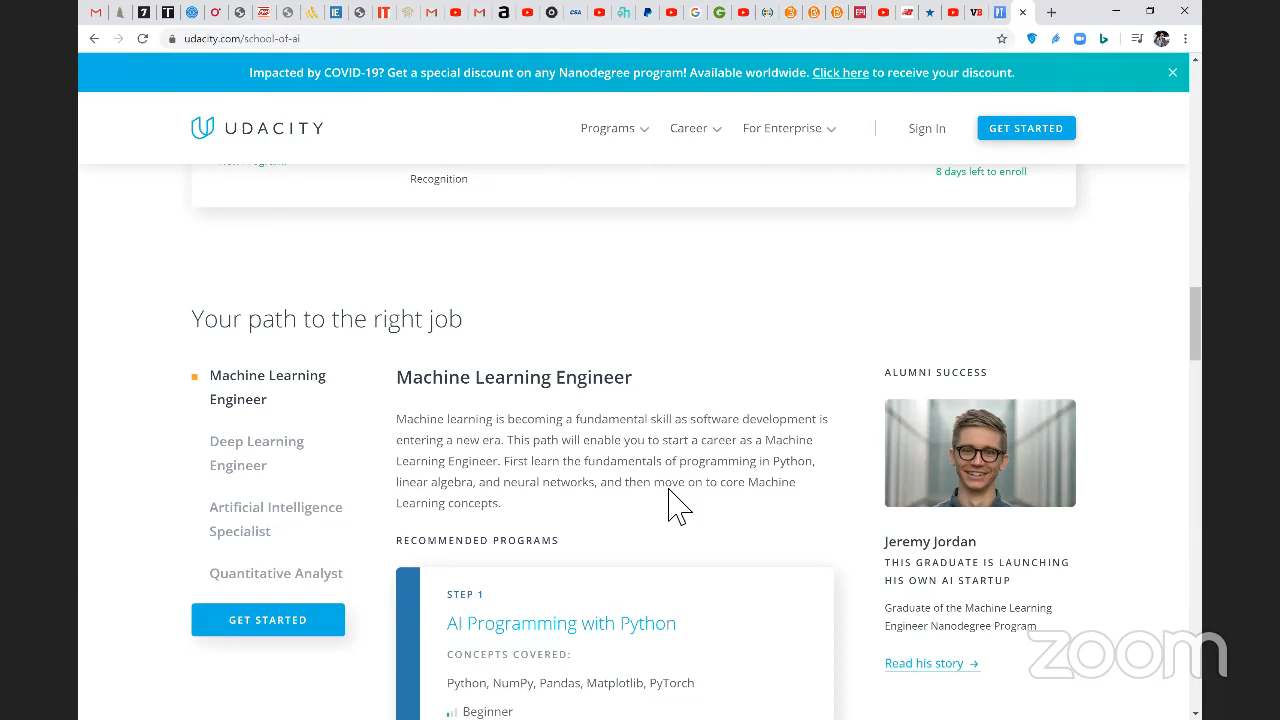 udacity.com/school-of-ai
Impacted by COVID-19? Get a special discount on any Nanodegree program! Available worldwide. Click here to receive your discount.
UDACITY
Programs
Career
For Enterprise
Sign In
GET STARTED
Recognition
8 days left to enroll
Your path to the right job
Machine Learning
Engineer
Deep Learning
Engineer
Artificial Intelligence
Specialist
Quantitative Analyst
GET STARTED
Machine Learning Engineer
Machine learning is becoming a fundamental skill as software development is
entering a new era. This path will enable you to start a career as a Machine
Learning Engineer. First learn the fundamentals of programming in Python,
linear algebra, and neural networks, and then move on to core Machine
Learning concepts.
RECOMMENDED PROGRAMS
STEP 1
AI Programming with Python
CONCEPTS COVERED:
Python, NumPy, Pandas, Matplotlib, PyTorch
Beginner
ALUMNI SUCCESS
Jeremy Jordan
THIS GRADUATE IS LAUNCHING
HIS OWN AI STARTUP
Graduate of the Machine Learning
Engineer Nanodegree Program
Read his story →
zoom